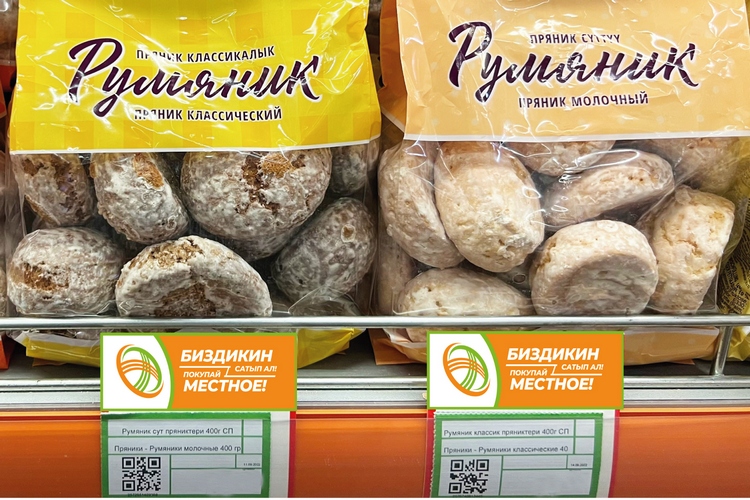 ПРЯНИК КЛАССИКАЛЫК
Румяник
ПРЯНИК КЛАССИЧЕСКИЙ
ПРЯНИК СҮТТҮҮ
Румяник
ПРЯНИК МОЛОЧНЫЙ
БИЗДИКИН
ПОКУПАЙ САТЫП АЛ!
МЕСТНОЕ!
БИЗДИКИН
ПОКУПАЙ САТЫП АЛ!
МЕСТНОЕ!
Румяник сүт пряниктери 400г СП
Пряники - Румяники молочные 400 гр
Румяник классик пряниктери 400г СП
Пряники - Румяники классические 40